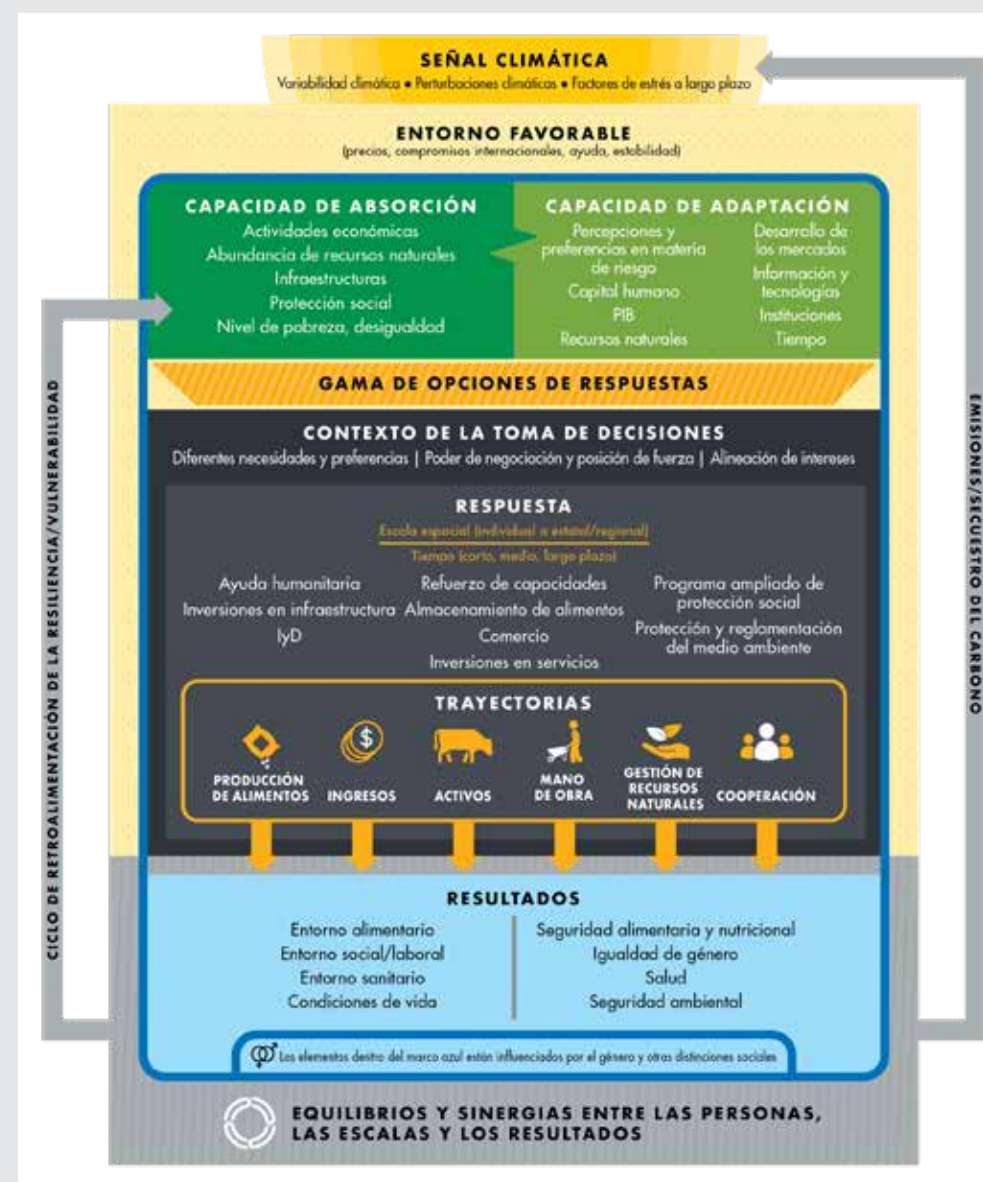 SEÑAL CLIMÁTICA
Variabilidad climática • Perturbaciones climáticas • Factores de estrés a largo plazo
ENTORNO FAVORABLE
(precios, compromisos internacionales, ayuda, estabilidad)
CAPACIDAD DE ABSORCIÓN
Actividades económicas
Abundancia de recursos naturales
Infraestructuras
Protección social
Nivel de pobreza, desigualdad
CAPACIDAD DE ADAPTACIÓN
Percepciones y
preferencias en materia
de riesgo
Capital humano
PIB
Recursos naturales
Desarrollo de
los mercados
Información y
tecnologías
Instituciones
Tiempo
GAMA DE OPCIONES DE RESPUESTAS
CONTEXTO DE LA TOMA DE DECISIONES
Diferentes necesidades y preferencias | Poder de negociación y posición de fuerza | Alineación de intereses
RESPUESTA
Escala espacial (individual a estatal/regional)
Tiempo (corto, medio, largo plazo)
Ayuda humanitaria
Inversiones en infraestructura
IyD
Refuerzo de capacidades
Almacenamiento de alimentos
Comercio
Inversiones en servicios
Programa ampliado de
protección social
Protección y reglamentación
del medio ambiente
TRAYECTORIAS
PRODUCCIÓN
DE ALIMENTOS
INGRESOS
ACTIVOS
MANO
DE OBRA
GESTIÓN DE
RECURSOS
NATURALES
COOPERACIÓN
RESULTADOS
Entorno alimentario
Entorno social/laboral
Entorno sanitario
Condiciones de vida
Seguridad alimentaria y nutricional
Igualdad de género
Salud
Seguridad ambiental
Los elementos dentro del marco azul están influenciados por el género y otras distinciones sociales
EQUILIBRIOS Y SINERGIAS ENTRE LAS PERSONAS,
LAS ESCALAS Y LOS RESULTADOS
CICLO DE RETROALIMENTACIÓN DE LA RESILIENCIA/VULNERABILIDAD
EMISIONES/SECUESTRO DEL CARBONO